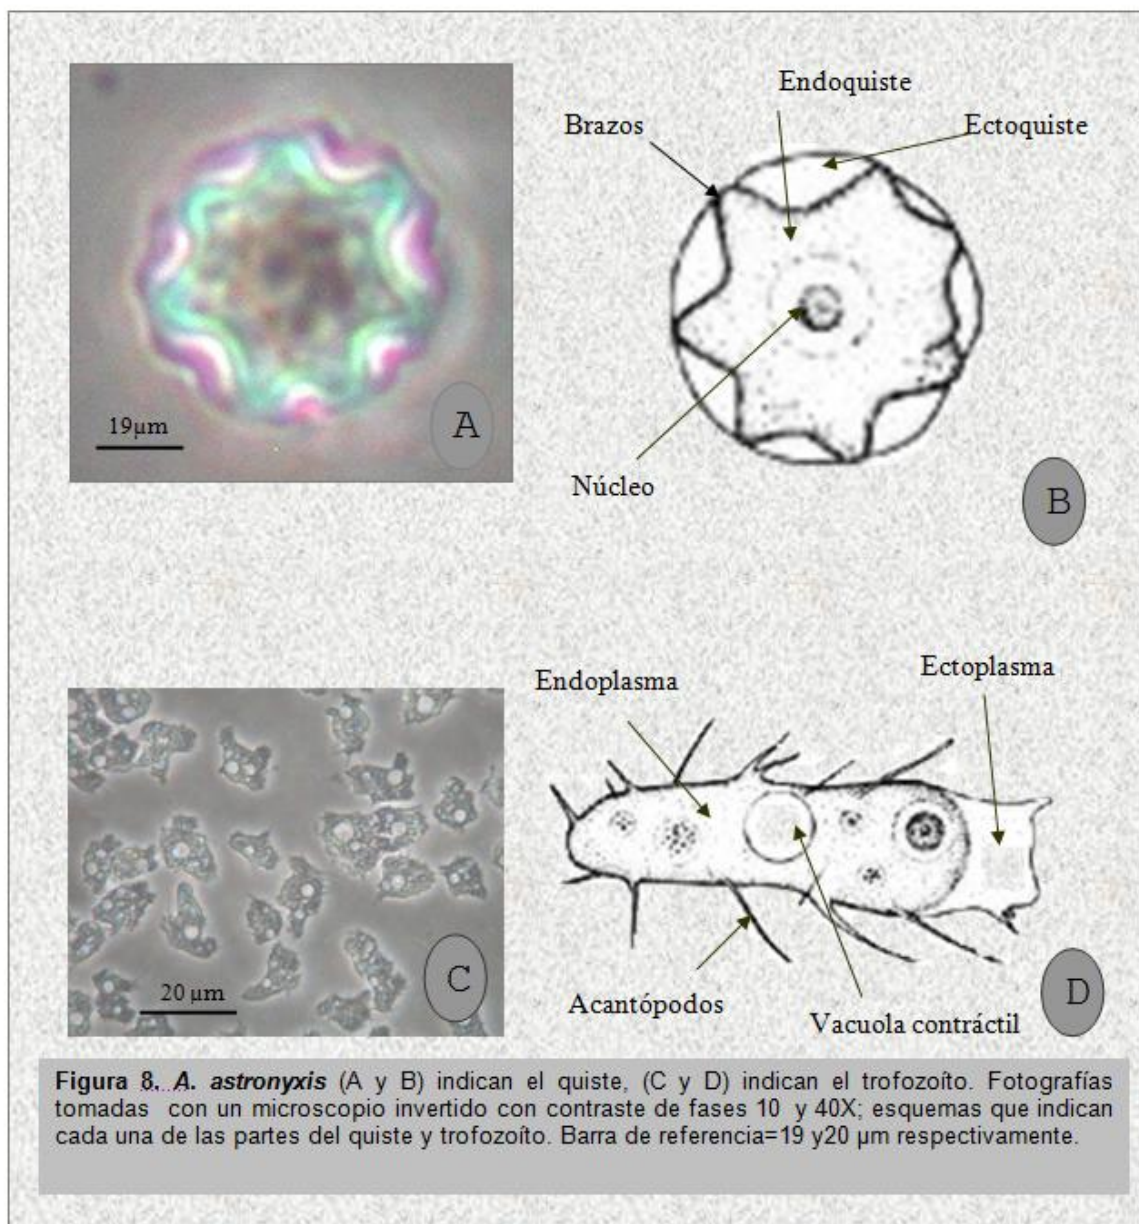 Endoquiste
Brazos
Ectoquiste
19µm
A
Núcleo
B
Endoplasma
Ectoplasma
20 µm
C
Acantópodos
Vacuola contráctil
D
Figura 8. A. astronyxis (A y B) indican el quiste, (C y D) indican el trofozoíto. Fotografías
tomadas con un microscopio invertido con contraste de fases 10 y 40X; esquemas que indican
cada una de las partes del quiste y trofozoíto. Barra de referencia=19 y20 µm respectivamente.